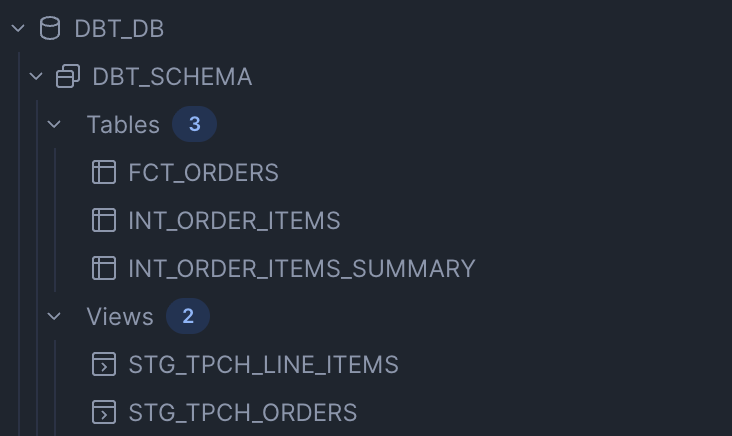 DBT_DB
DBT_SCHEMA
Tables 3
FCT_ORDERS
INT_ORDER_ITEMS
INT_ORDER_ITEMS_SUMMARY
Views 2
STG_TPCH_LINE_ITEMS
STG_TPCH_ORDERS